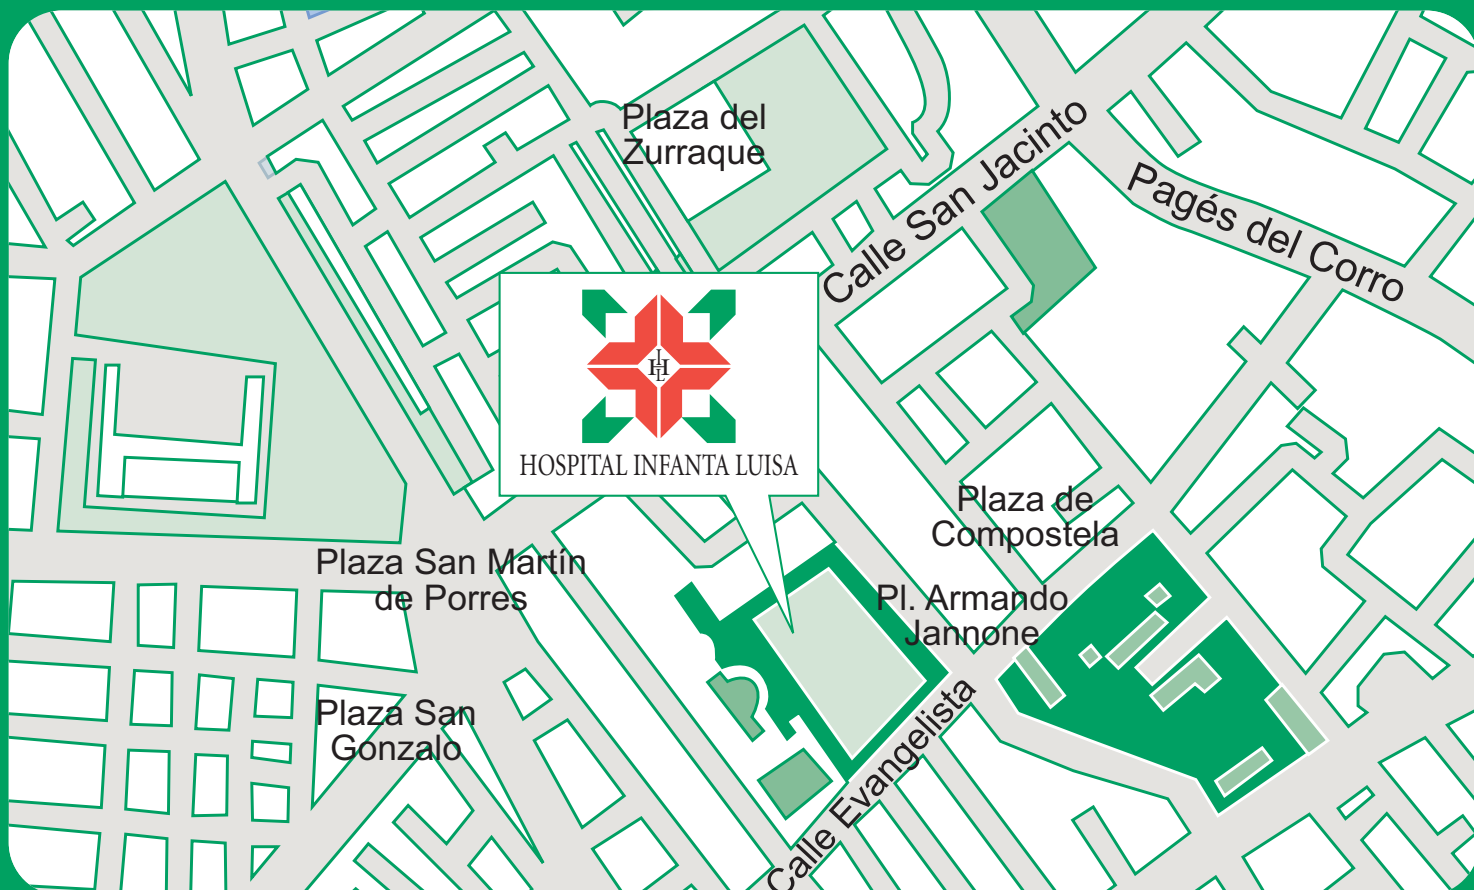 Plaza del
Zurraque
Calle San Jacinto
Pagés del Corro
IHL
HOSPITAL INFANTA LUISA
Plaza de
Compostela
Plaza San Martín
de Porres
Pl. Armando
Jannone
Plaza San
Gonzalo
Calle Evangelista